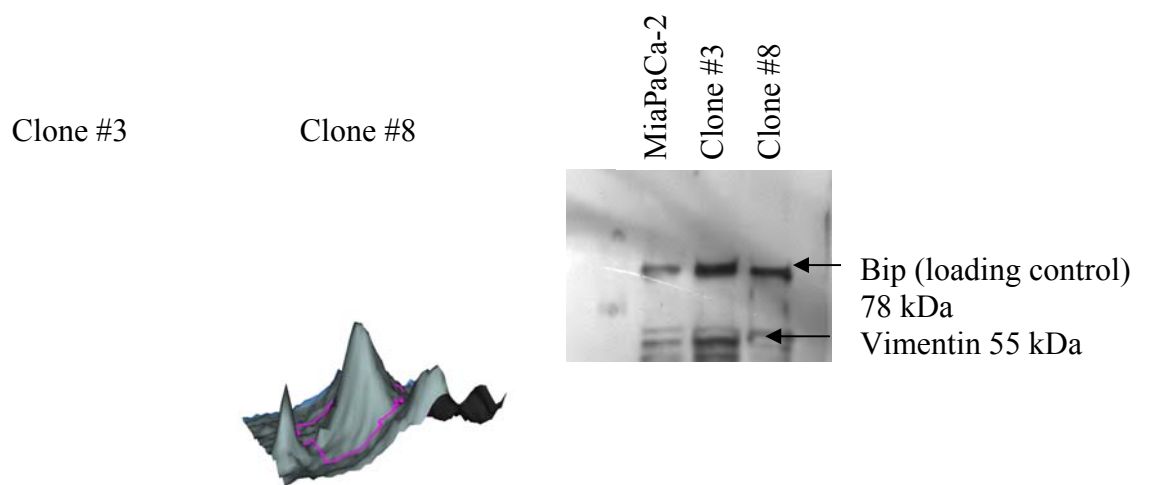 Clone #3
Clone #8
MiaPaCa-2
Clone #3
Clone #8
Bip (loading control)
78 kDa
Vimentin 55 kDa